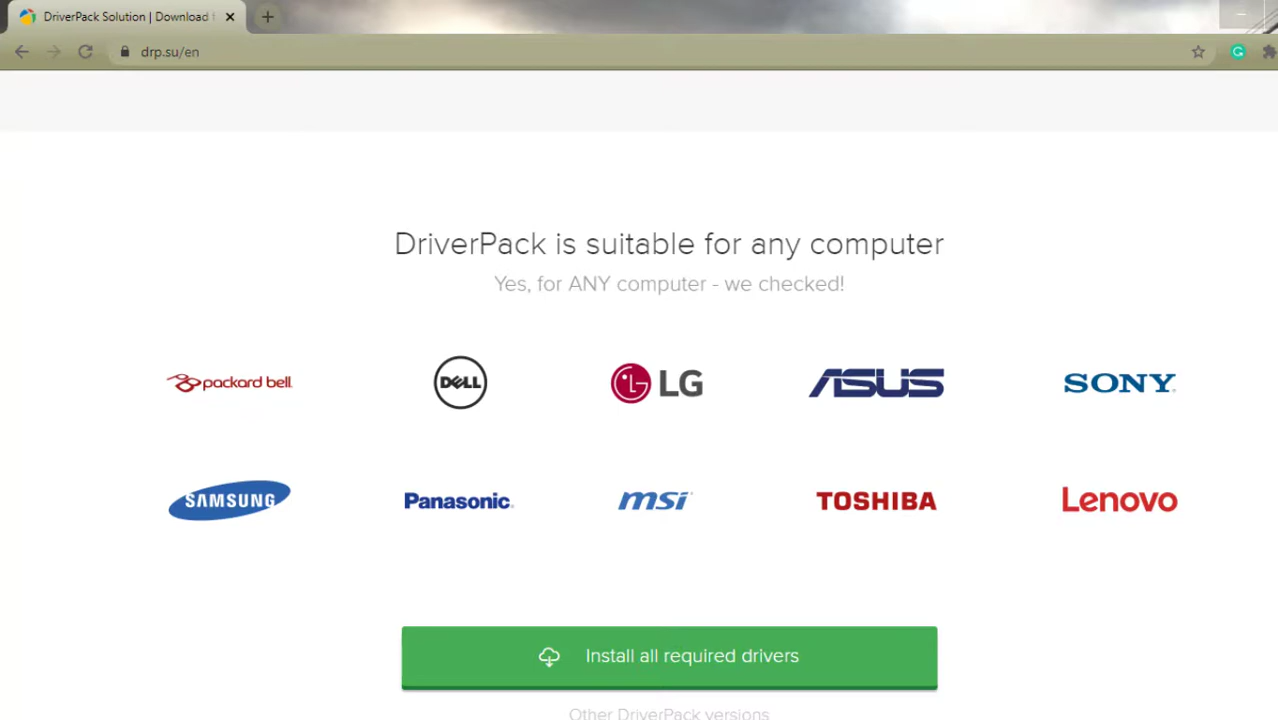 DriverPack Solution | Download
drp.su/en
DriverPack is suitable for any computer
Yes, for ANY computer - we checked!
packard bell
DELL
LG
ASUS
SONY
SAMSUNG
Panasonic
msi
TOSHIBA
Lenovo
Install all required drivers
Other DriverPack versions